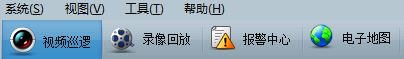 系统(S) 视图(V) 工具(T) 帮助(H)
视频巡逻 录像回放 报警中心 电子地图